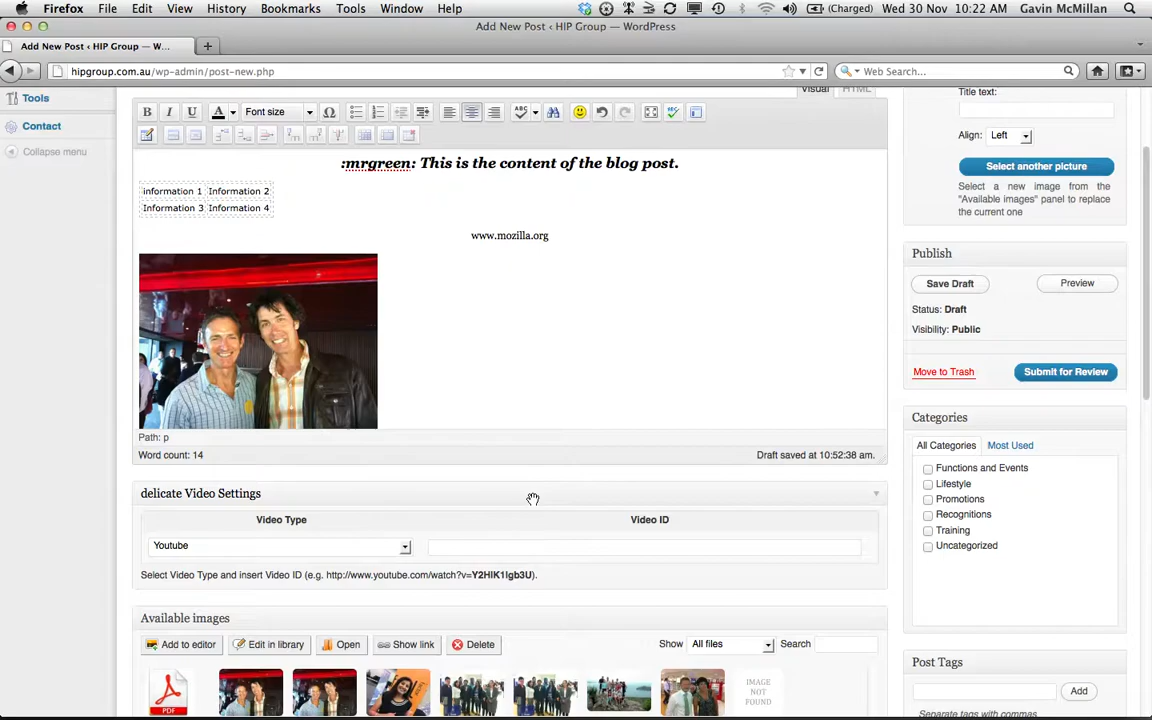 Firefox File Edit View History Bookmarks Tools Window Help (Charged) Wed 30 Nov 10:22 AM Gavin McMillan
Add New Post ‹ HIP Group — WordPress
Add New Post ‹ HIP Group — W... +
hipgroup.com.au/wp-admin/post-new.php Web Search...
Tools
Contact
Collapse menu
Visual HTML
B I U A Font size Ω ABC
:mrgreen: This is the content of the blog post.
information 1 Information 2
Information 3 Information 4
www.mozilla.org
Path: p
Word count: 14 Draft saved at 10:52:38 am.
delicate Video Settings
Video Type Video ID
Youtube
Select Video Type and insert Video ID (e.g. http://www.youtube.com/watch?v=Y2HiK1Igb3U).
Available images
Add to editor Edit in library Open Show link Delete Show All files Search
PDF
IMAGE
NOT
FOUND
Title text:
Align: Left
Select another picture
Select a new image from the
"Available images" panel to replace
the current one
Publish
Save Draft Preview
Status: Draft
Visibility: Public
Move to Trash Submit for Review
Categories
All Categories Most Used
Functions and Events
Lifestyle
Promotions
Recognitions
Training
Uncategorized
Post Tags
Add
Separate tags with commas